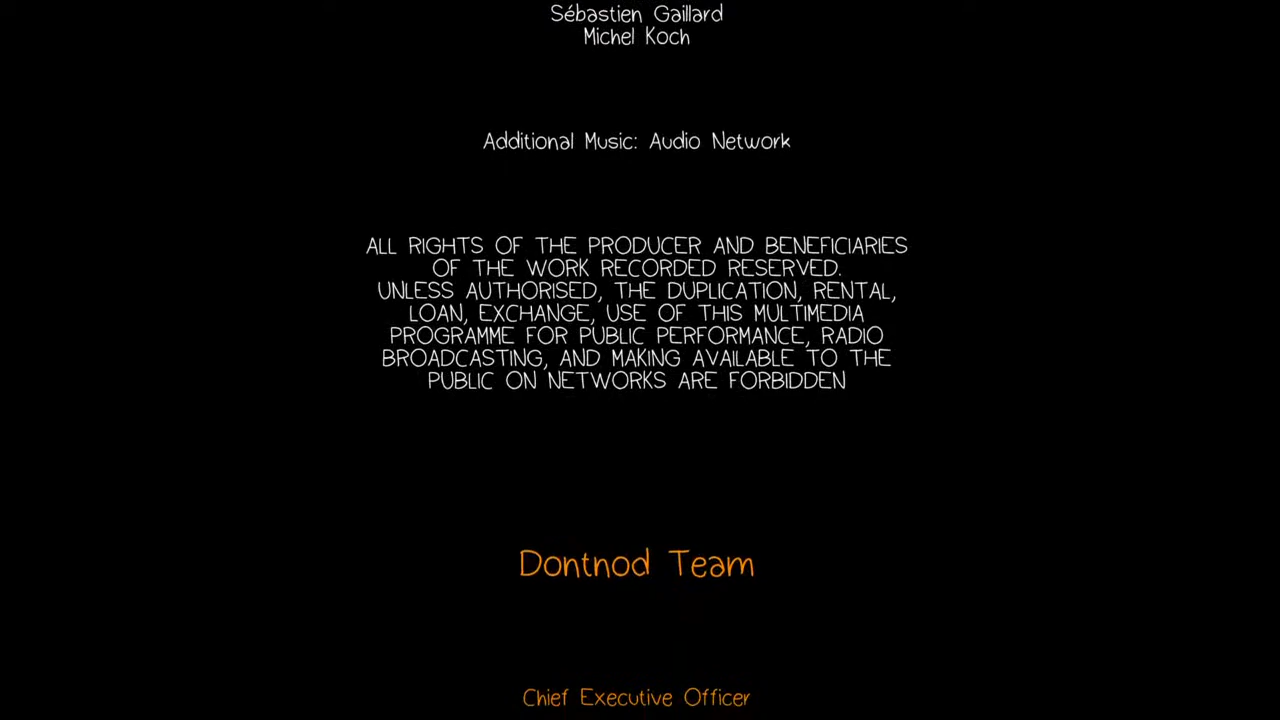 Sébastien Gaillard
Michel Koch
Additional Music: Audio Network
ALL RIGHTS OF THE PRODUCER AND BENEFICIARIES
OF THE WORK RECORDED RESERVED.
UNLESS AUTHORISED, THE DUPLICATION, RENTAL,
LOAN, EXCHANGE, USE OF THIS MULTIMEDIA
PROGRAMME FOR PUBLIC PERFORMANCE, RADIO
BROADCASTING, AND MAKING AVAILABLE TO THE
PUBLIC ON NETWORKS ARE FORBIDDEN
Dontnod Team
Chief Executive Officer